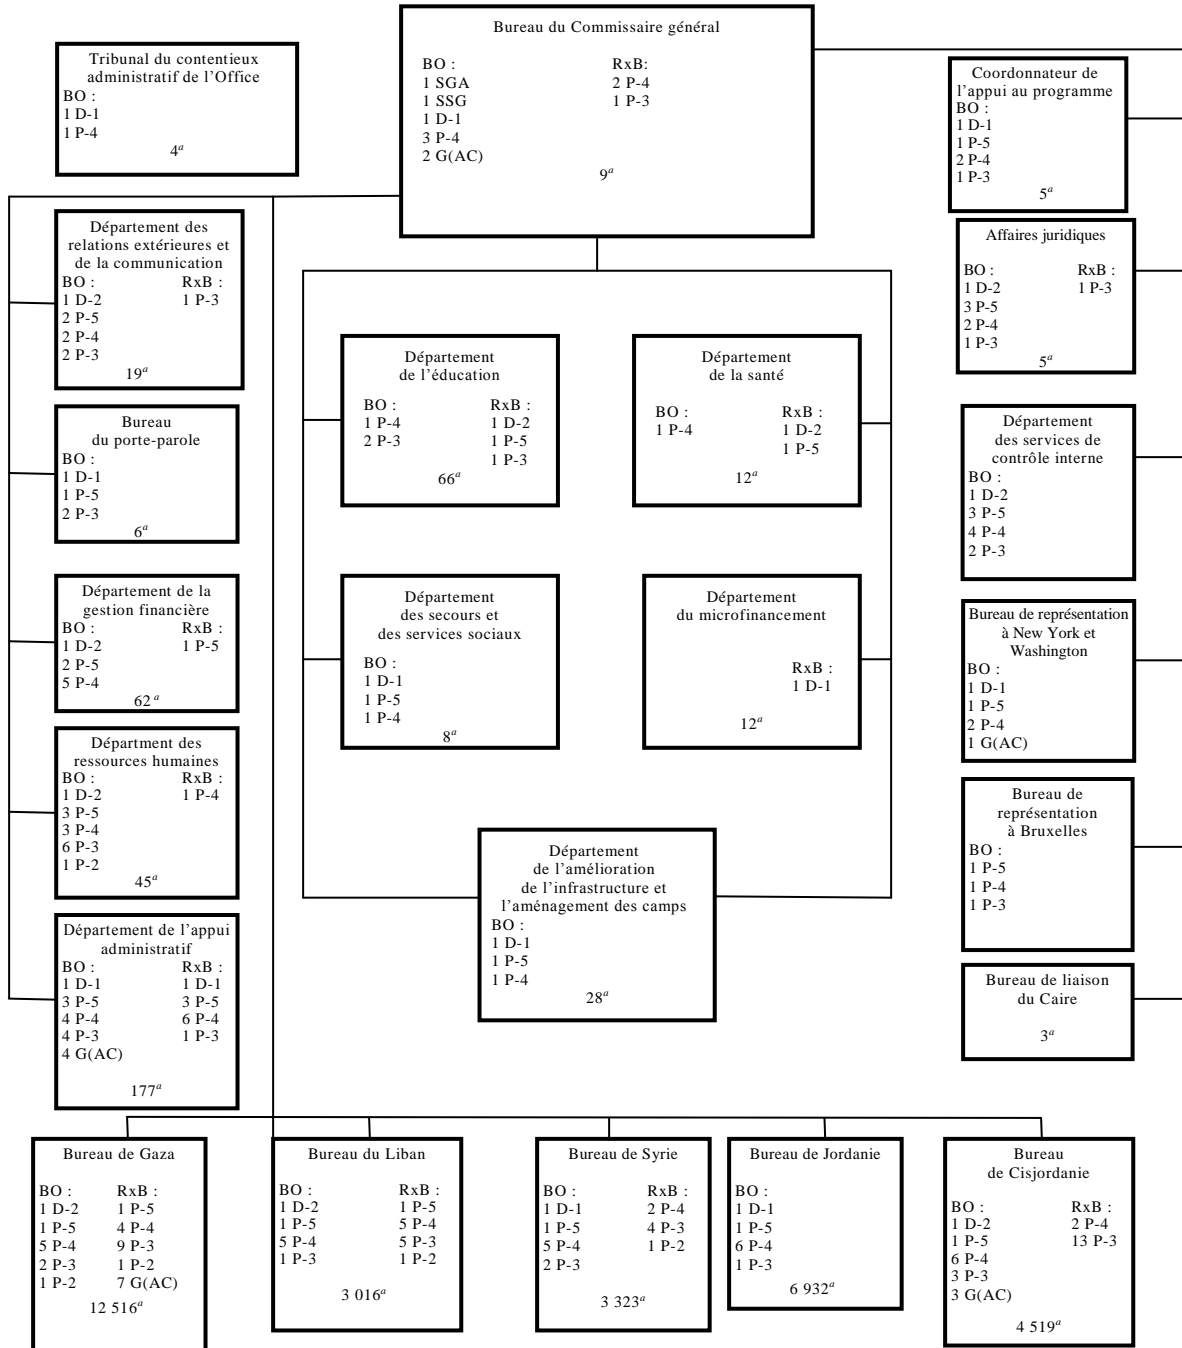 Bureau du Commissaire général
BO :
1 SGA
1 SSG
1 D-1
3 P-4
2 G(AC)
RxB:
2 P-4
1 P-3
9a
Tribunal du contentieux
administratif de l’Office
BO :
1 D-1
1 P-4
4a
Coordonnateur de
l’appui au programme
BO :
1 D-1
1 P-5
2 P-4
1 P-3
5a
Département des
relations extérieures et
de la communication
BO :
1 D-2
2 P-5
2 P-4
2 P-3
RxB :
1 P-3
19a
Affaires juridiques
BO :
1 D-2
3 P-5
2 P-4
1 P-3
RxB :
1 P-3
5a
Département
de l’éducation
BO :
1 P-4
2 P-3
RxB :
1 D-2
1 P-5
1 P-3
66a
Département
de la santé
BO :
1 P-4
RxB :
1 D-2
1 P-5
12a
Bureau
du porte-parole
BO :
1 D-1
1 P-5
2 P-3
6a
Département
des services de
contrôle interne
BO :
1 D-2
3 P-5
4 P-4
2 P-3
Département de la
gestion financière
BO :
1 D-2
2 P-5
5 P-4
RxB :
1 P-5
62 a
Département
des secours et
des services sociaux
BO :
1 D-1
1 P-5
1 P-4
8a
Département
du microfinancement
RxB :
1 D-1
12a
Bureau de représentation
à New York et
Washington
BO :
1 D-1
1 P-5
2 P-4
1 G(AC)
Départment des
ressources humaines
BO :
1 D-2
3 P-5
3 P-4
6 P-3
1 P-2
RxB :
1 P-4
45a
Bureau de
représentation
à Bruxelles
BO :
1 P-5
1 P-4
1 P-3
Département
de l’amélioration
de l’infrastructure et
l’aménagement des camps
BO :
1 D-1
1 P-5
1 P-4
28a
Département de l’appui
administratif
BO :
1 D-1
3 P-5
4 P-4
4 P-3
4 G(AC)
RxB :
1 D-1
3 P-5
6 P-4
1 P-3
177a
Bureau de liaison
du Caire
3a
Bureau de Gaza
BO :
1 D-2
1 P-5
5 P-4
2 P-3
1 P-2
RxB :
1 P-5
4 P-4
9 P-3
1 P-2
7 G(AC)
12 516a
Bureau du Liban
BO :
1 D-2
1 P-5
5 P-4
1 P-3
RxB :
1 P-5
5 P-4
5 P-3
1 P-2
3 016a
Bureau de Syrie
BO :
1 D-1
1 P-5
5 P-4
2 P-3
RxB :
2 P-4
4 P-3
1 P-2
3 323a
Bureau de Jordanie
BO :
1 D-1
1 P-5
6 P-4
1 P-3
6 932a
Bureau
de Cisjordanie
BO :
1 D-2
1 P-5
6 P-4
3 P-3
3 G(AC)
RxB :
2 P-4
13 P-3
4 519a